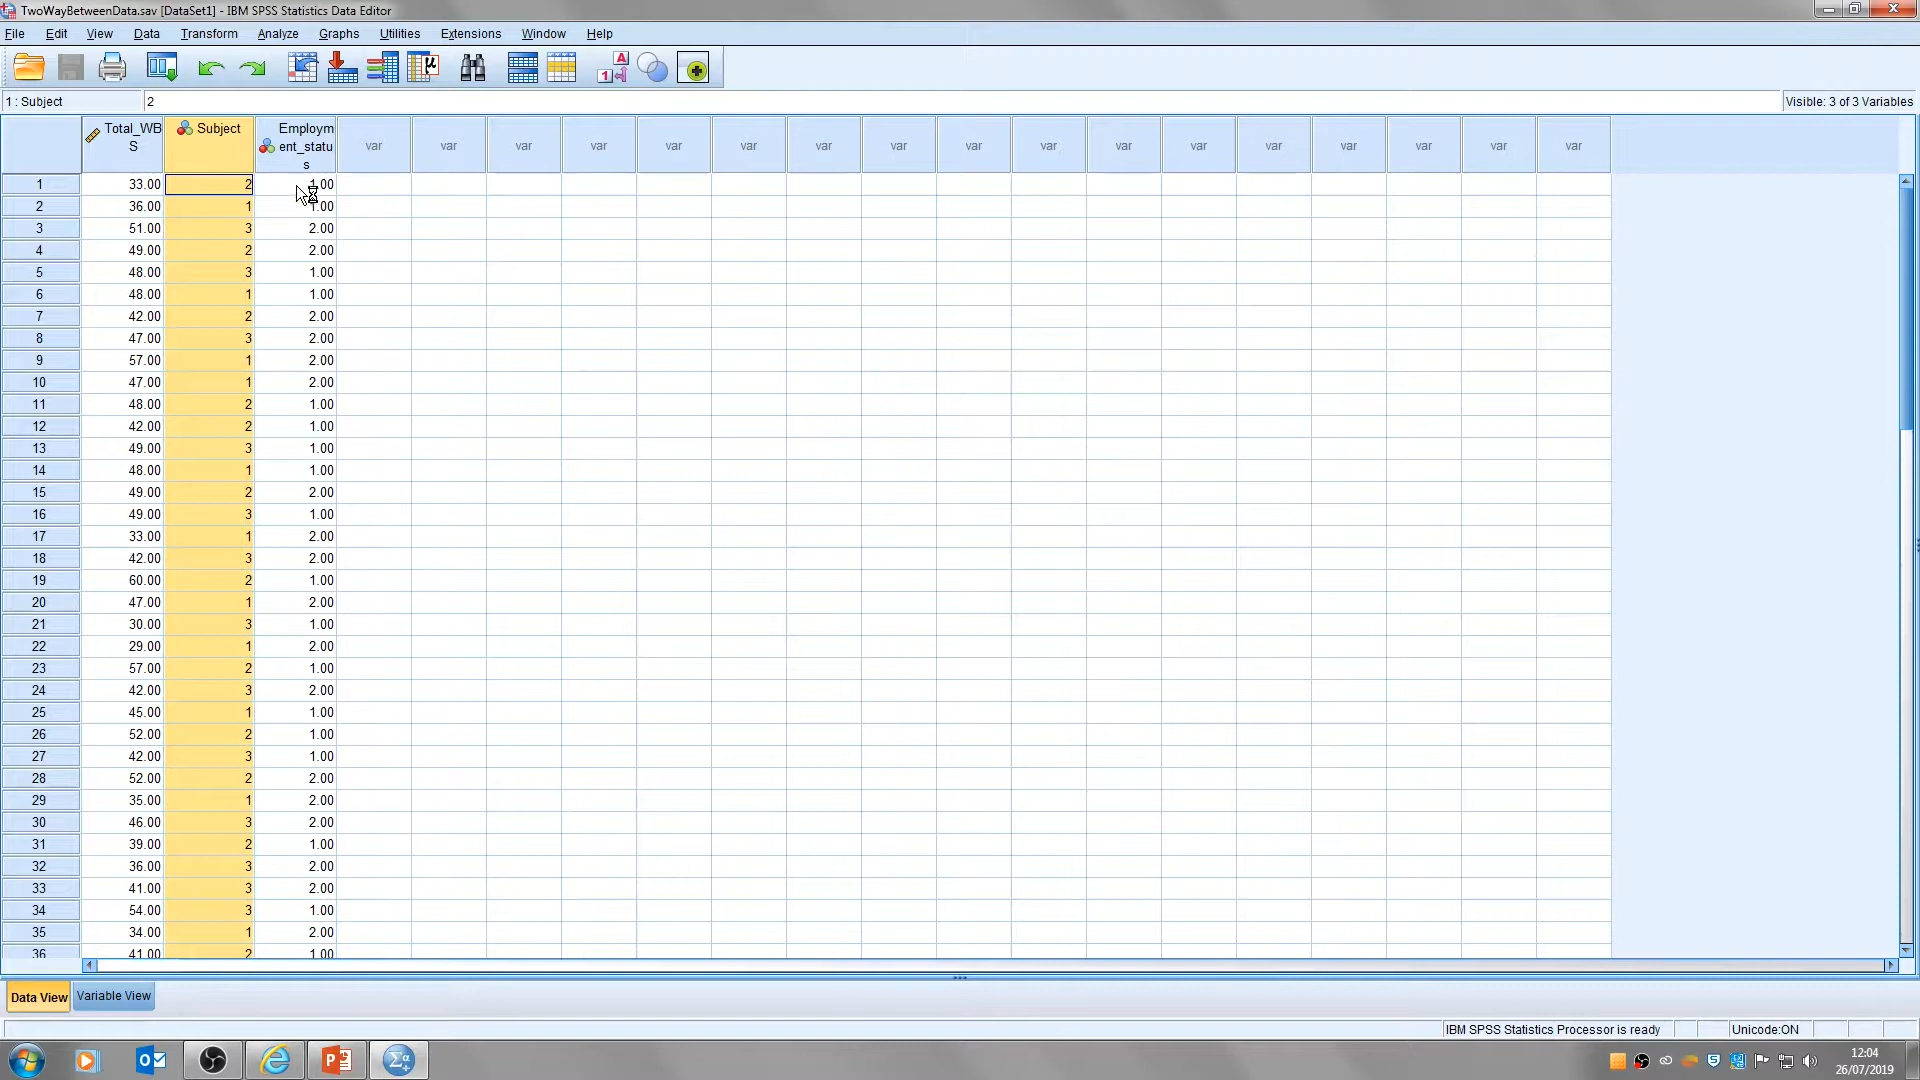 TwoWayBetweenData.sav [DataSet1] - IBM SPSS Statistics Data Editor
File Edit View Data Transform Analyze Graphs Utilities Extensions Window Help
1 : Subject 2 Visible: 3 of 3 Variables
Total_WBS Subject Employment_status var var var var var var var var var var var var var var var var var
1 33.00 2 1.00
2 36.00 1 1.00
3 51.00 3 2.00
4 49.00 2 2.00
5 48.00 3 1.00
6 48.00 1 1.00
7 42.00 2 2.00
8 47.00 3 2.00
9 57.00 1 2.00
10 47.00 1 2.00
11 48.00 2 1.00
12 42.00 2 1.00
13 49.00 3 1.00
14 48.00 1 1.00
15 49.00 2 2.00
16 49.00 3 1.00
17 33.00 1 2.00
18 42.00 3 2.00
19 60.00 2 1.00
20 47.00 1 2.00
21 30.00 3 1.00
22 29.00 1 2.00
23 57.00 2 1.00
24 42.00 3 2.00
25 45.00 1 1.00
26 52.00 2 1.00
27 42.00 3 1.00
28 52.00 2 2.00
29 35.00 1 2.00
30 46.00 3 2.00
31 39.00 2 1.00
32 36.00 3 2.00
33 41.00 3 2.00
34 54.00 3 1.00
35 34.00 1 2.00
36 41.00 2 1.00
Data View Variable View
IBM SPSS Statistics Processor is ready Unicode:ON
12:04
26/07/2019